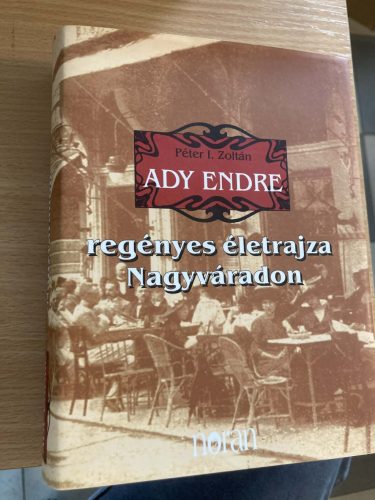 Péter I. Zoltán
ADY ENDRE
regényes életrajza
Nagyváradon
noran